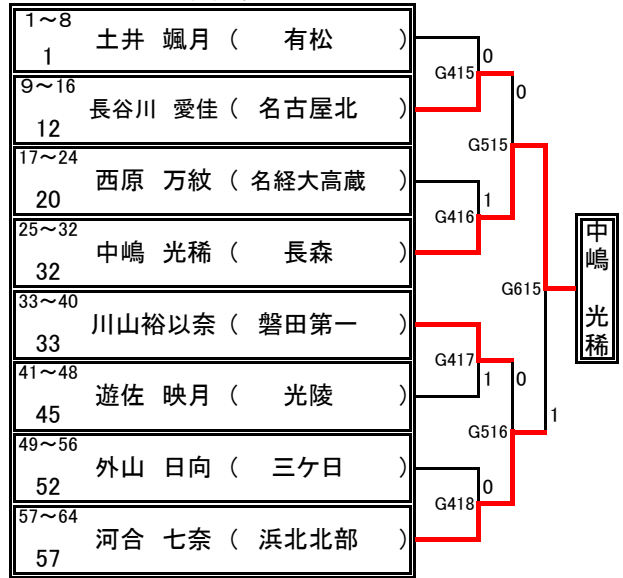 1～8
1 土井 颯月 ( 有松 )
9～16
12 長谷川 愛佳 ( 名古屋北 )
17～24
20 西原 万紋 ( 名経大高蔵 )
25～32
32 中嶋 光稀 ( 長森 )
33～40
33 川山裕以奈 ( 磐田第一 )
41～48
45 遊佐 映月 ( 光陵 )
49～56
52 外山 日向 ( 三ケ日 )
57～64
57 河合 七奈 ( 浜北北部 )
G415
0
G416
1
G417
1
G418
0
G515
0
G516
0
G615
1
中嶋 光稀